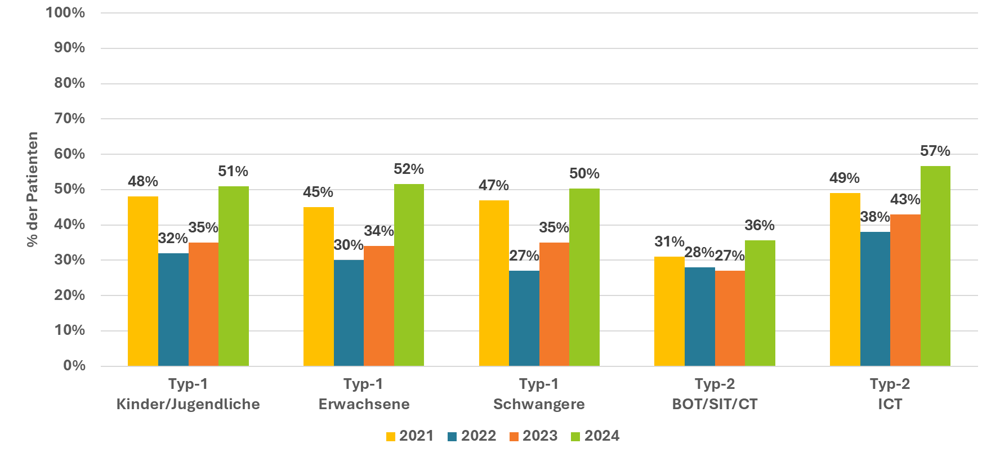 100%
90%
80%
70%
60%
50%
40%
30%
20%
10%
0%
% der Patienten
48%
32%
35%
51%
45%
30%
34%
52%
47%
27%
35%
50%
31%
28%
27%
36%
49%
38%
43%
57%
Typ-1
Kinder/Jugendliche
Typ-1
Erwachsene
Typ-1
Schwangere
Typ-2
BOT/SIT/CT
Typ-2
ICT
2021 2022 2023 2024